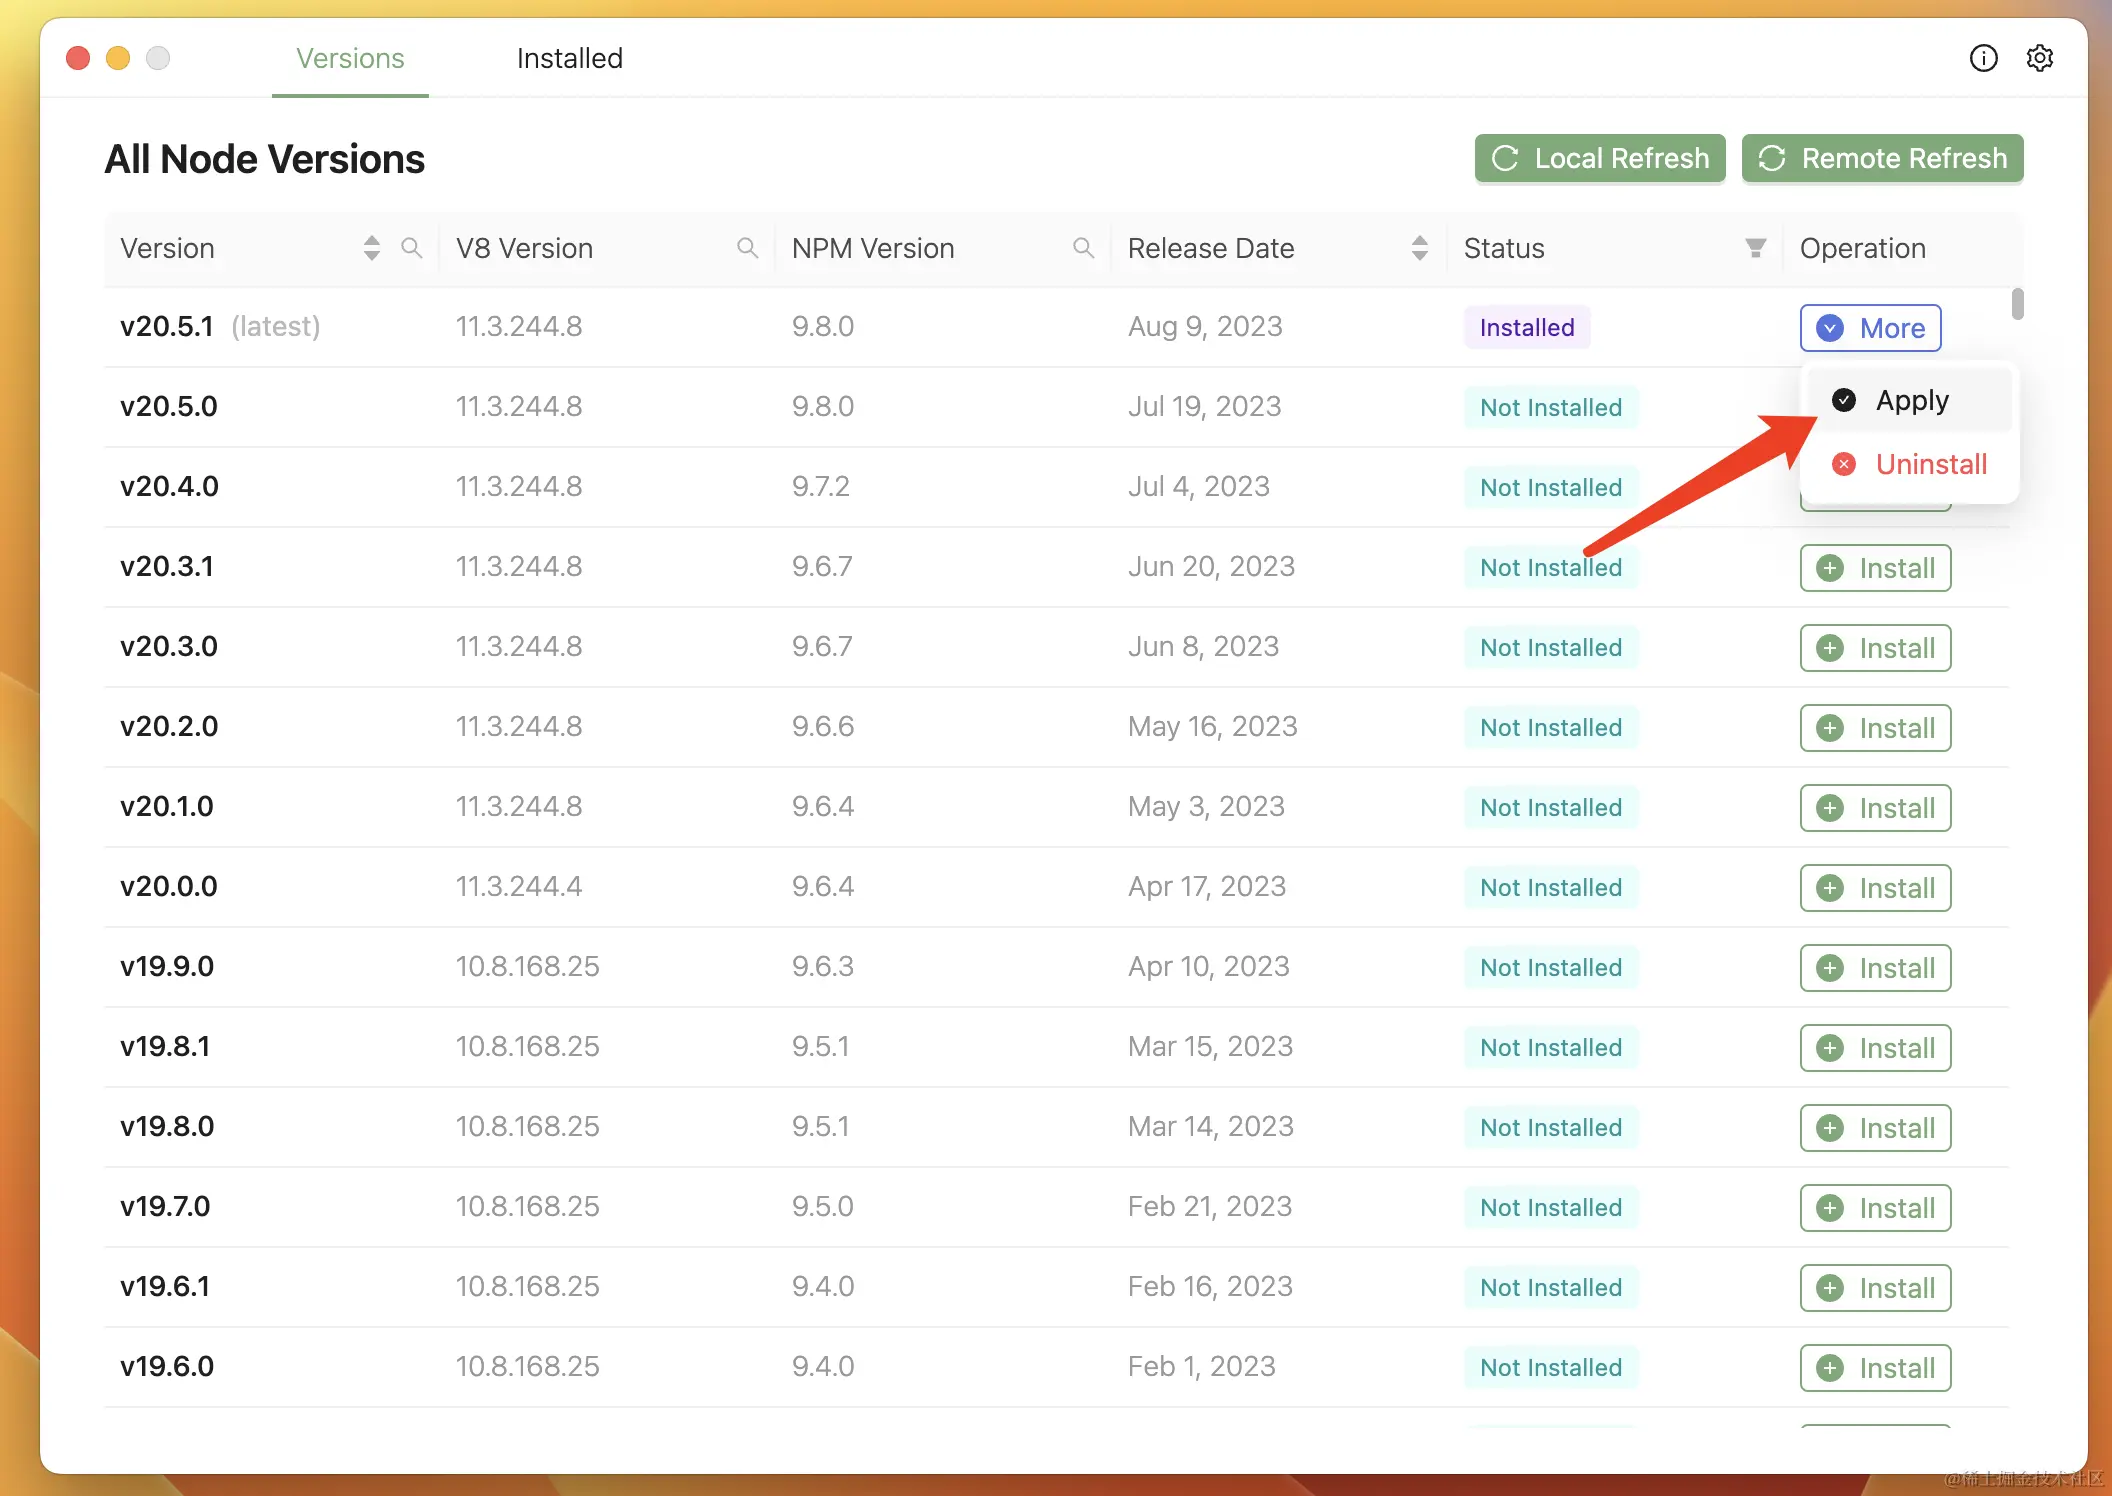 Versions Installed
All Node Versions Local Refresh Remote Refresh
Version V8 Version NPM Version Release Date Status Operation
v20.5.1 (latest) 11.3.244.8 9.8.0 Aug 9, 2023 Installed More
Apply
v20.5.0 11.3.244.8 9.8.0 Jul 19, 2023 Not Installed
Uninstall
v20.4.0 11.3.244.8 9.7.2 Jul 4, 2023 Not Installed
v20.3.1 11.3.244.8 9.6.7 Jun 20, 2023 Not Installed Install
v20.3.0 11.3.244.8 9.6.7 Jun 8, 2023 Not Installed Install
v20.2.0 11.3.244.8 9.6.6 May 16, 2023 Not Installed Install
v20.1.0 11.3.244.8 9.6.4 May 3, 2023 Not Installed Install
v20.0.0 11.3.244.4 9.6.4 Apr 17, 2023 Not Installed Install
v19.9.0 10.8.168.25 9.6.3 Apr 10, 2023 Not Installed Install
v19.8.1 10.8.168.25 9.5.1 Mar 15, 2023 Not Installed Install
v19.8.0 10.8.168.25 9.5.1 Mar 14, 2023 Not Installed Install
v19.7.0 10.8.168.25 9.5.0 Feb 21, 2023 Not Installed Install
v19.6.1 10.8.168.25 9.4.0 Feb 16, 2023 Not Installed Install
v19.6.0 10.8.168.25 9.4.0 Feb 1, 2023 Not Installed Install
@稀土掘金技术社区